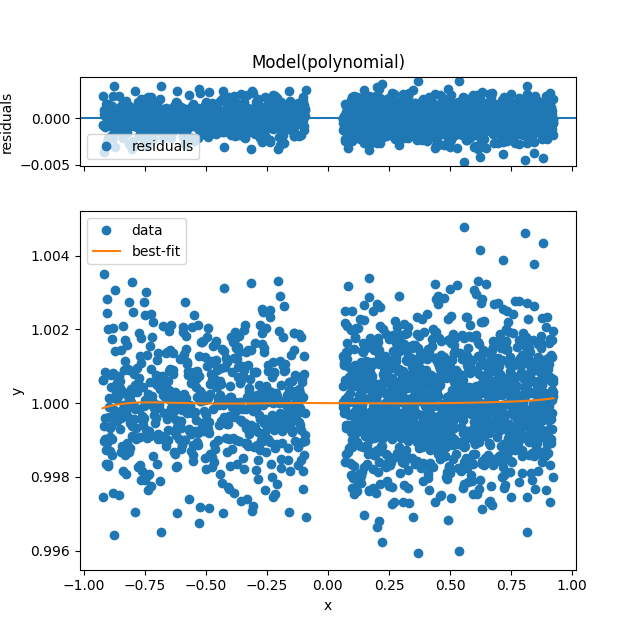 Model(polynomial)
residuals
0.000
−0.005
residuals
data
best-fit
y
1.004
1.002
1.000
0.998
0.996
−1.00 −0.75 −0.50 −0.25 0.00 0.25 0.50 0.75 1.00
x